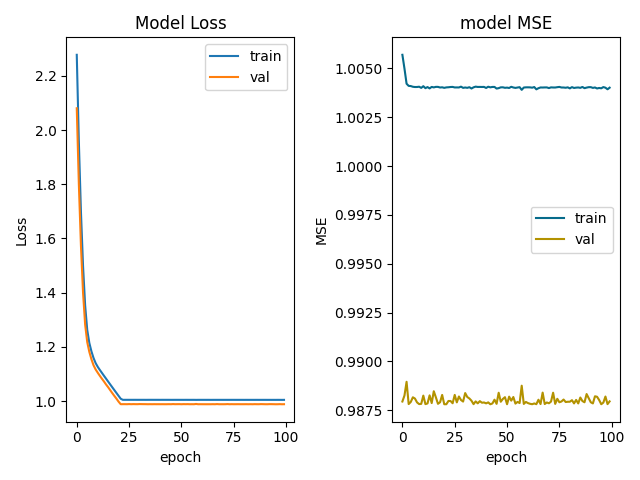 Model Loss
train
val
2.2
2.0
1.8
1.6
1.4
1.2
1.0
Loss
0
25
50
75
100
epoch
model MSE
train
val
1.0050
1.0025
1.0000
0.9975
0.9950
0.9925
0.9900
0.9875
MSE
0
25
50
75
100
epoch